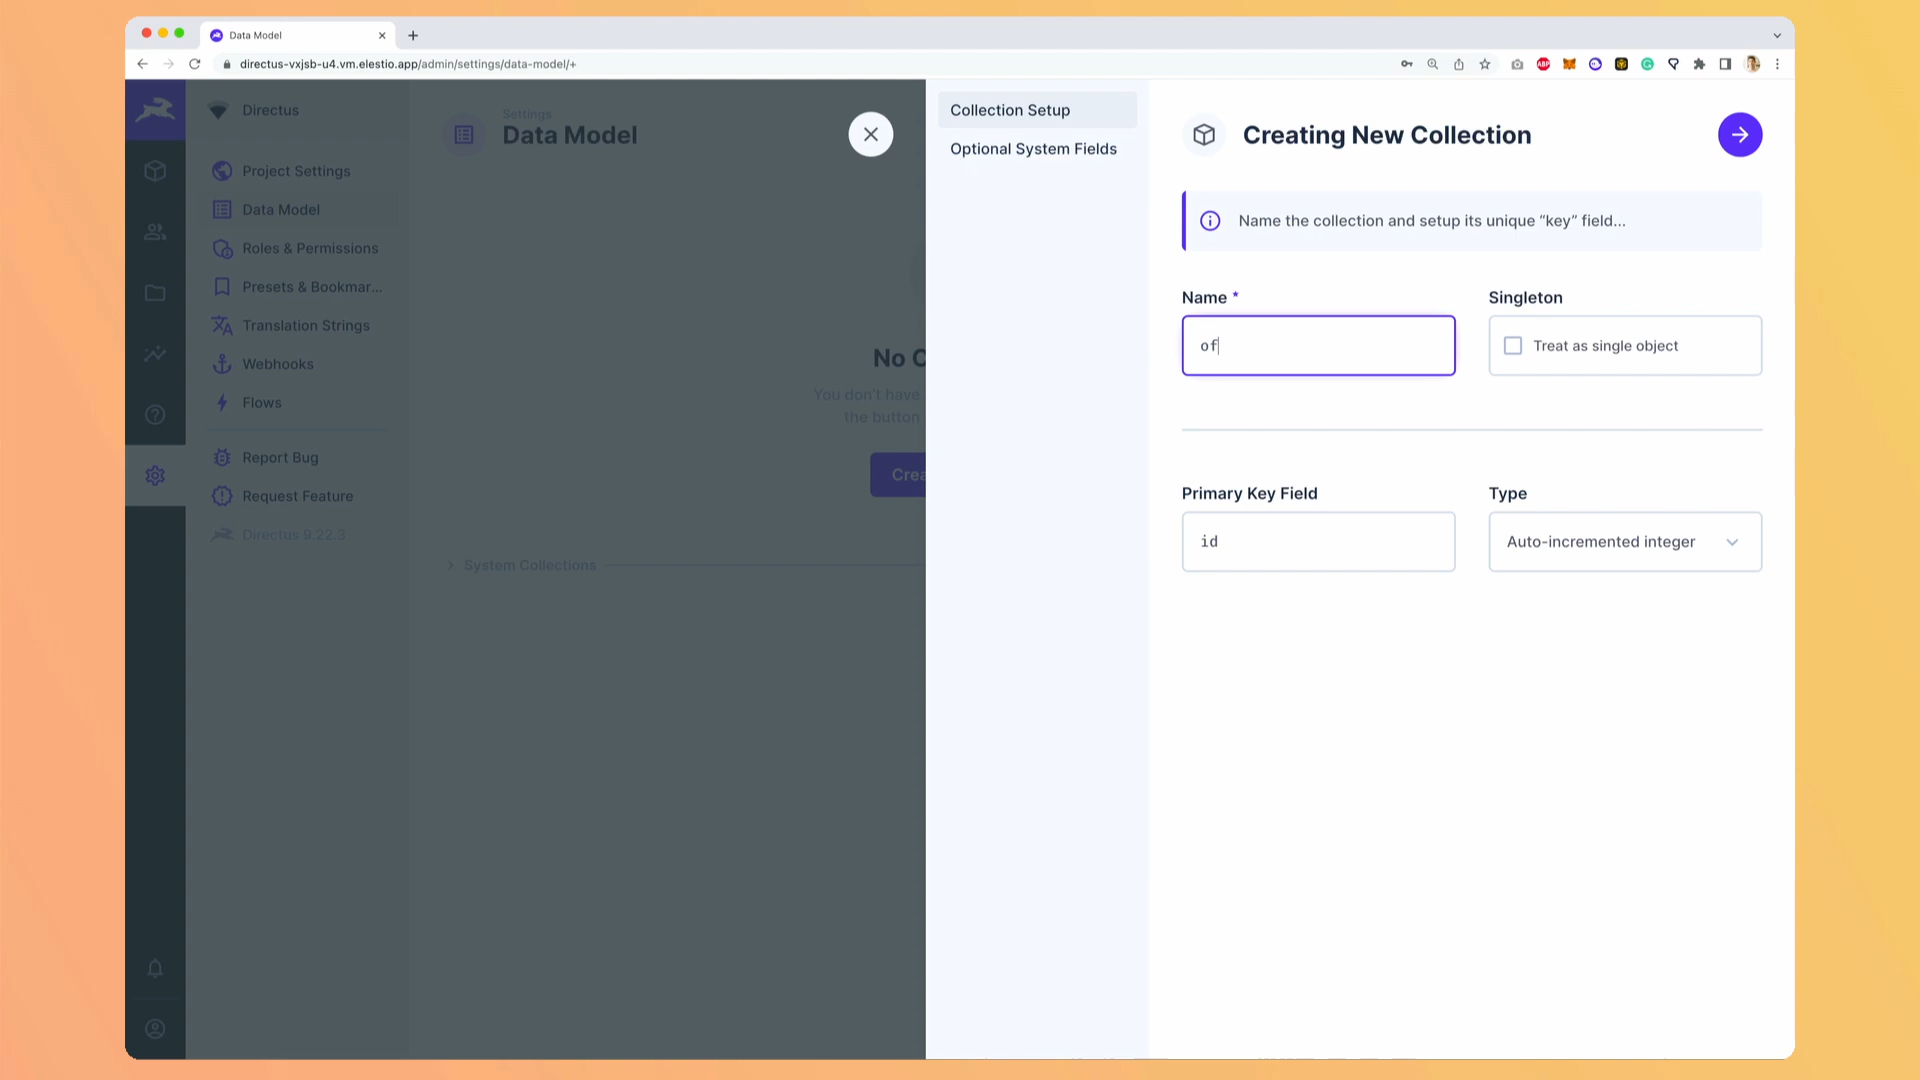 Data Model
directus-vxjsb-u4.vm.elestio.app/admin/settings/data-model/+
ABP
Directus
Project Settings
Data Model
Roles & Permissions
Presets & Bookmar...
Translation Strings
Webhooks
Flows
Report Bug
Request Feature
Directus 9.22.3
Settings
Data Model
No C
You don't have
the button
Crea
System Collections
Collection Setup
Optional System Fields
Creating New Collection
Name the collection and setup its unique “key” field...
Name *
Singleton
of
Treat as single object
Primary Key Field
Type
id
Auto-incremented integer